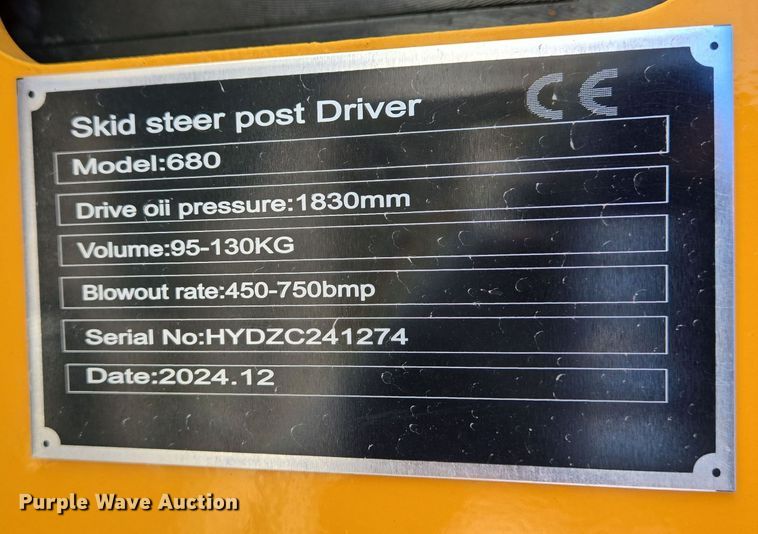 CE
Skid steer post Driver
Model:680
Drive oii pressure:1830mm
Volume:95-130KG
Blowout rate:450-750bmp
Serial No:HYDZC241274
Date:2024.12
Purple Wave Auction